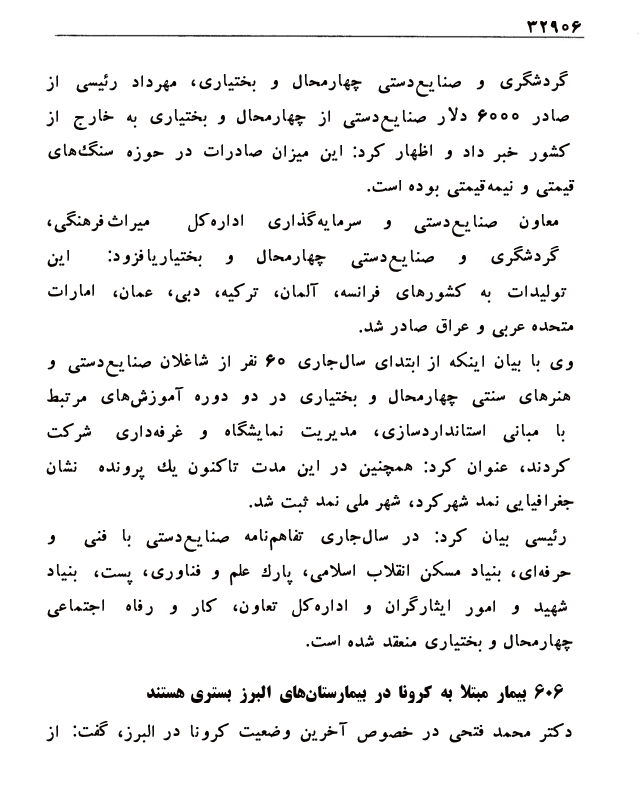 ۳۲۹۰۶
گردشگری و صنایع‌دستی چهارمحال و بختیاری، مهرداد رئیسی از
صادر ۶۰۰۰ دلار صنایع‌دستی از چهارمحال و بختیاری به خارج از
کشور خبر داد و اظهار کرد: این میزان صادرات در حوزه سنگ‌های
قیمتی و نیمه‌قیمتی بوده است.
معاون صنایع‌دستی و سرمایه‌گذاری اداره‌کل میراث‌فرهنگی،
گردشگری و صنایع‌دستی چهارمحال و بختیاریافزود: این
تولیدات به کشورهای فرانسه، آلمان، ترکیه، دبی، عمان، امارات
متحده عربی و عراق صادر شد.
وی با بیان اینکه از ابتدای سال‌جاری ۶۰ نفر از شاغلان صنایع‌دستی و
هنرهای سنتی چهارمحال و بختیاری در دو دوره آموزش‌های مرتبط
با مبانی استانداردسازی، مدیریت نمایشگاه و غرفه‌داری شرکت
کردند، عنوان کرد: همچنین در این مدت تاکنون یك پرونده نشان
جغرافیایی نمد شهرکرد، شهر ملی نمد ثبت شد.
رئیسی بیان کرد: در سال‌جاری تفاهم‌نامه صنایع‌دستی با فنی و
حرفه‌ای، بنیاد مسکن انقلاب اسلامی، پارك علم و فناوری، پست، بنیاد
شهید و امور ایثارگران و اداره‌کل تعاون، کار و رفاه اجتماعی
چهارمحال و بختیاری منعقد شده است.
۶۰۶ بیمار مبتلا به کرونا در بیمارستان‌های البرز بستری هستند
دکتر محمد فتحی در خصوص آخرین وضعیت کرونا در البرز، گفت: از